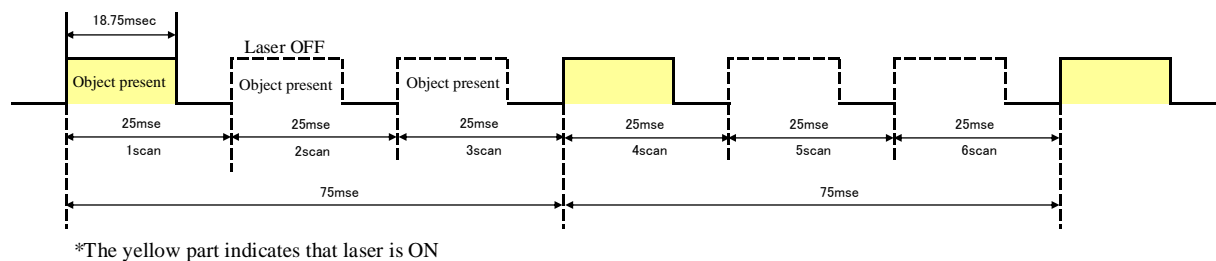 18.75msec
Laser OFF
Object present Object present Object present
25mse 25mse 25mse 25mse 25mse 25mse
1scan 2scan 3scan 4scan 5scan 6scan
75mse 75mse
*The yellow part indicates that laser is ON